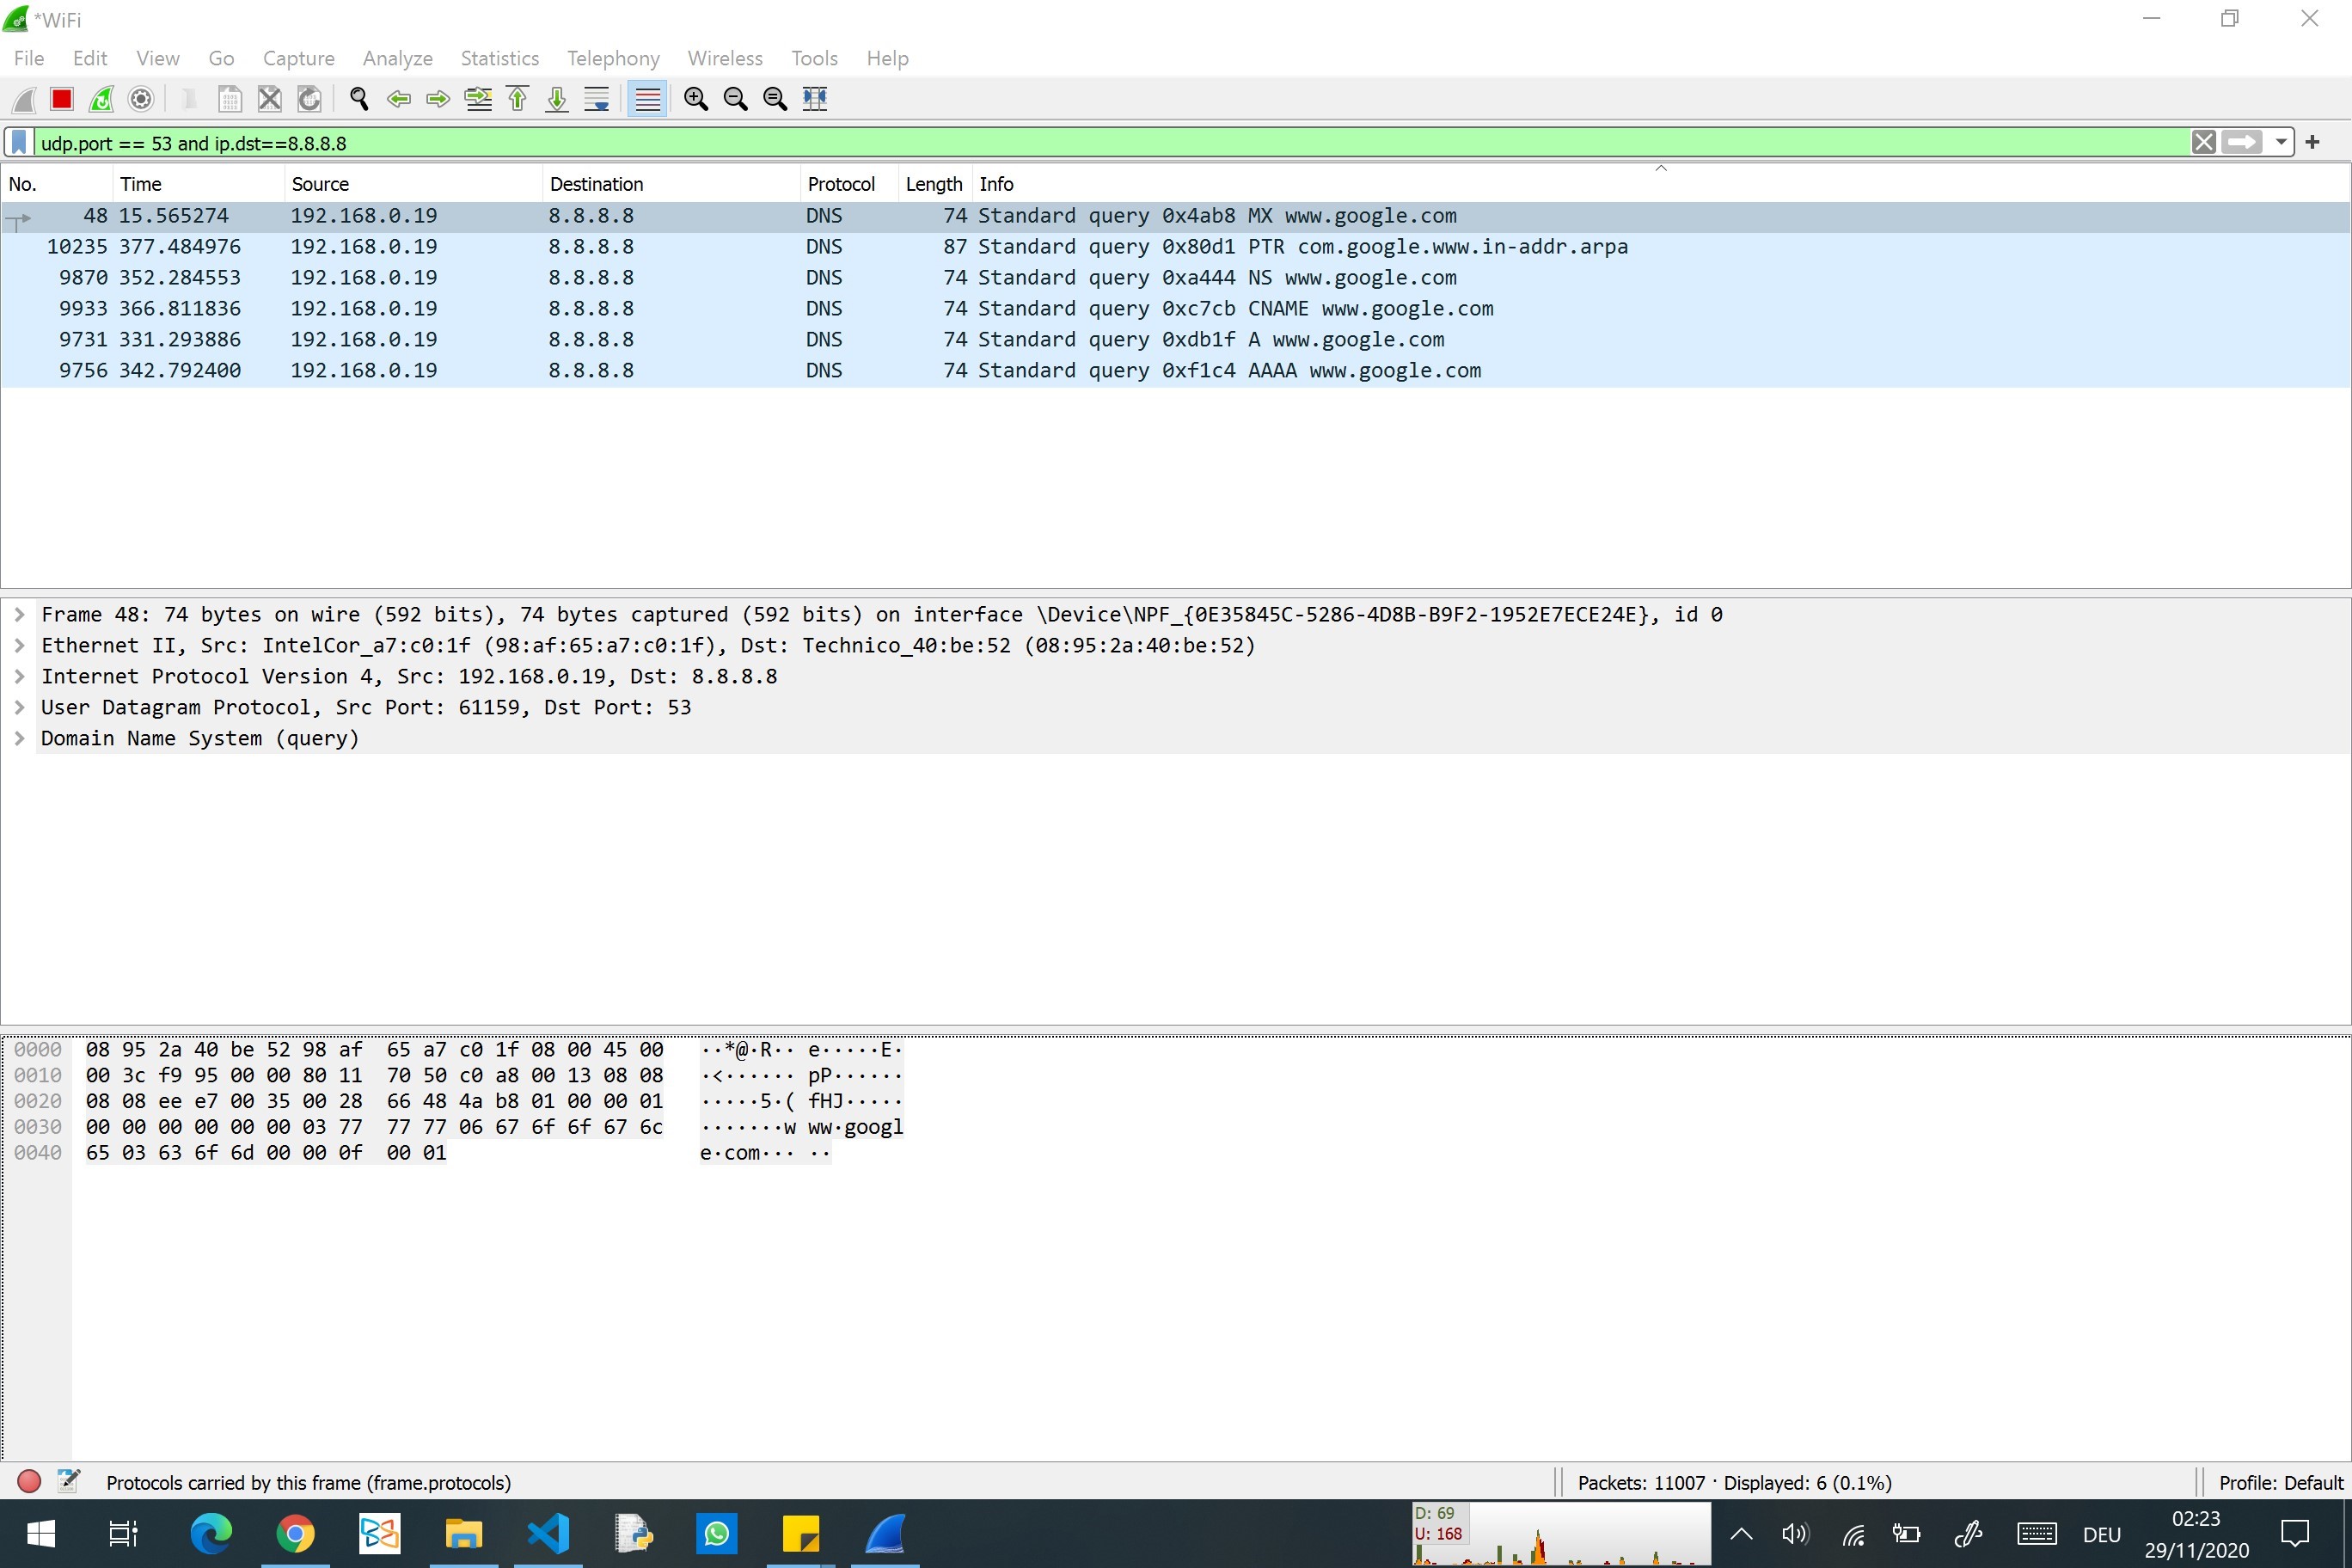 *WiFi
File Edit View Go Capture Analyze Statistics Telephony Wireless Tools Help
udp.port == 53 and ip.dst==8.8.8.8
No. Time Source Destination Protocol Length Info
48 15.565274 192.168.0.19 8.8.8.8 DNS 74 Standard query 0x4ab8 MX www.google.com
10235 377.484976 192.168.0.19 8.8.8.8 DNS 87 Standard query 0x80d1 PTR com.google.www.in-addr.arpa
9870 352.284553 192.168.0.19 8.8.8.8 DNS 74 Standard query 0xa444 NS www.google.com
9933 366.811836 192.168.0.19 8.8.8.8 DNS 74 Standard query 0xc7cb CNAME www.google.com
9731 331.293886 192.168.0.19 8.8.8.8 DNS 74 Standard query 0xdb1f A www.google.com
9756 342.792400 192.168.0.19 8.8.8.8 DNS 74 Standard query 0xf1c4 AAAA www.google.com
Frame 48: 74 bytes on wire (592 bits), 74 bytes captured (592 bits) on interface \Device\NPF_{0E35845C-5286-4D8B-B9F2-1952E7ECE24E}, id 0
Ethernet II, Src: IntelCor_a7:c0:1f (98:af:65:a7:c0:1f), Dst: Technico_40:be:52 (08:95:2a:40:be:52)
Internet Protocol Version 4, Src: 192.168.0.19, Dst: 8.8.8.8
User Datagram Protocol, Src Port: 61159, Dst Port: 53
Domain Name System (query)
0000 08 95 2a 40 be 52 98 af 65 a7 c0 1f 08 00 45 00 ··*@·R·· e·····E·
0010 00 3c f9 95 00 00 80 11 70 50 c0 a8 00 13 08 08 ·<······ pP······
0020 08 08 ee e7 00 35 00 28 66 48 4a b8 01 00 00 01 ·····5·( fHJ·····
0030 00 00 00 00 00 00 03 77 77 77 06 67 6f 6f 67 6c ·······w ww·googl
0040 65 03 63 6f 6d 00 00 0f 00 01 e·com··· ··
Protocols carried by this frame (frame.protocols) Packets: 11007 · Displayed: 6 (0.1%) Profile: Default
D: 69
U: 168
DEU
02:23
29/11/2020